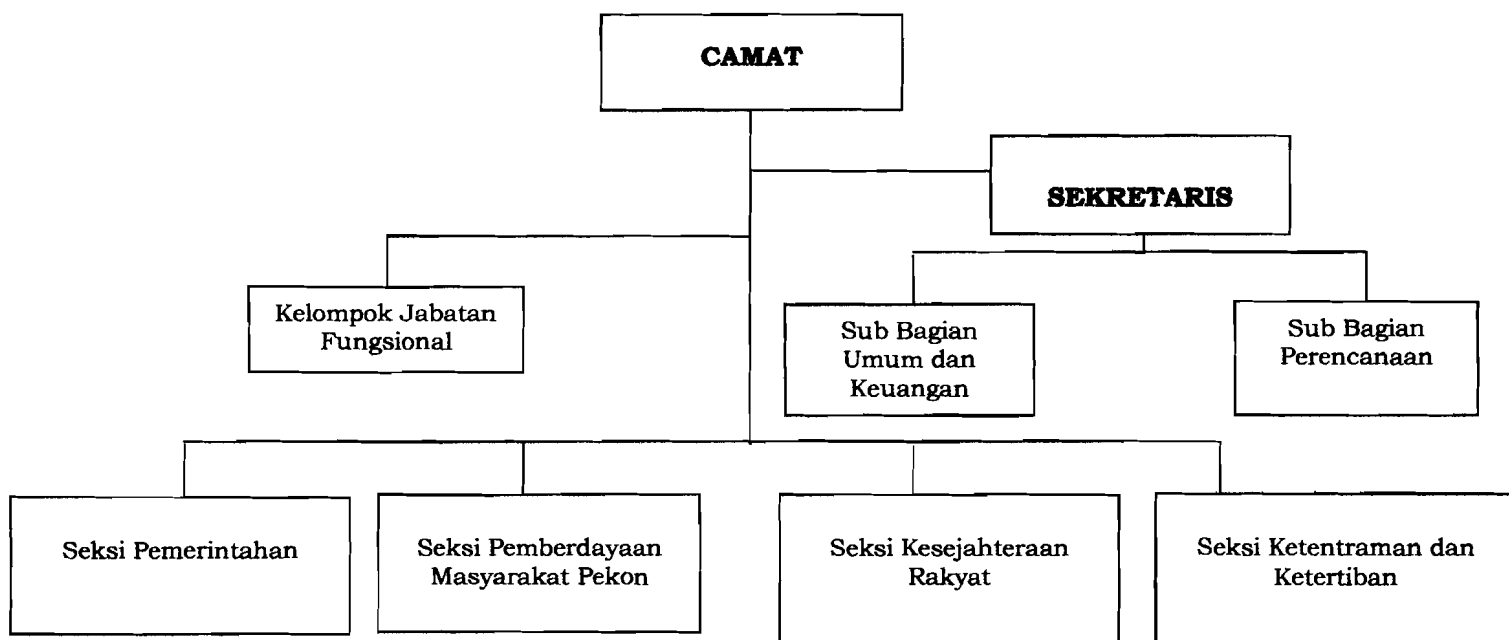 CAMAT
SEKRETARIS
Kelompok Jabatan
Fungsional
Sub Bagian
Umum dan
Keuangan
Sub Bagian
Perencanaan
Seksi Pemerintahan
Seksi Pemberdayaan
Masyarakat Pekon
Seksi Kesejahteraan
Rakyat
Seksi Ketentraman dan
Ketertiban